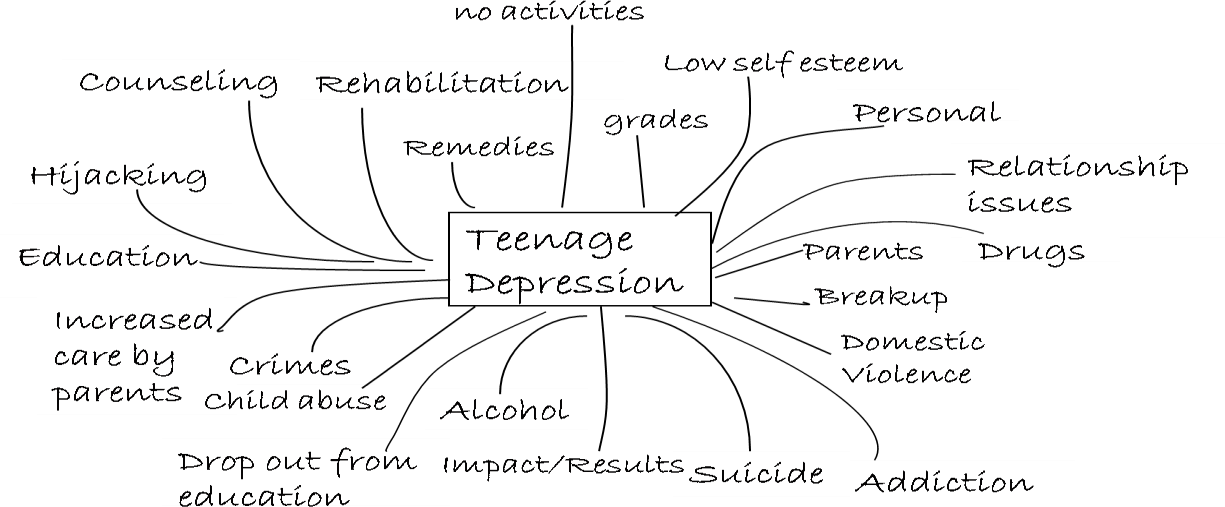 no activities
Low self esteem
Counseling
Rehabilitation
Personal
grades
Remedies
Relationship
issues
Hijacking
Teenage
Depression
Parents
Drugs
Education
Breakup
Increased
care by
parents
Domestic
Violence
Crimes
Child abuse
Alcohol
Drop out from
education
Impact/Results
Suicide
Addiction